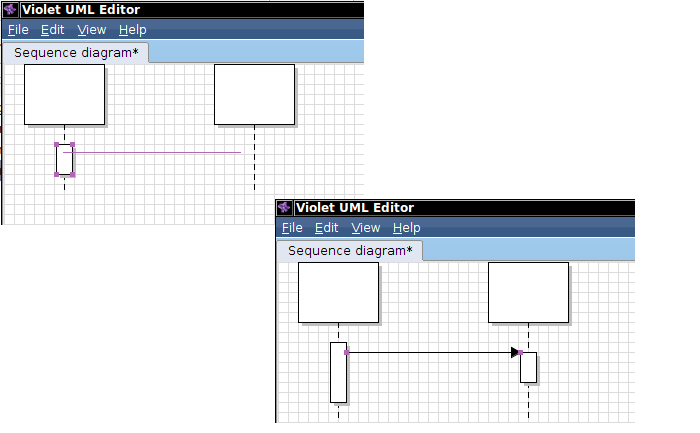 Violet UML Editor
File Edit View Help
Sequence diagram*
Violet UML Editor
File Edit View Help
Sequence diagram*